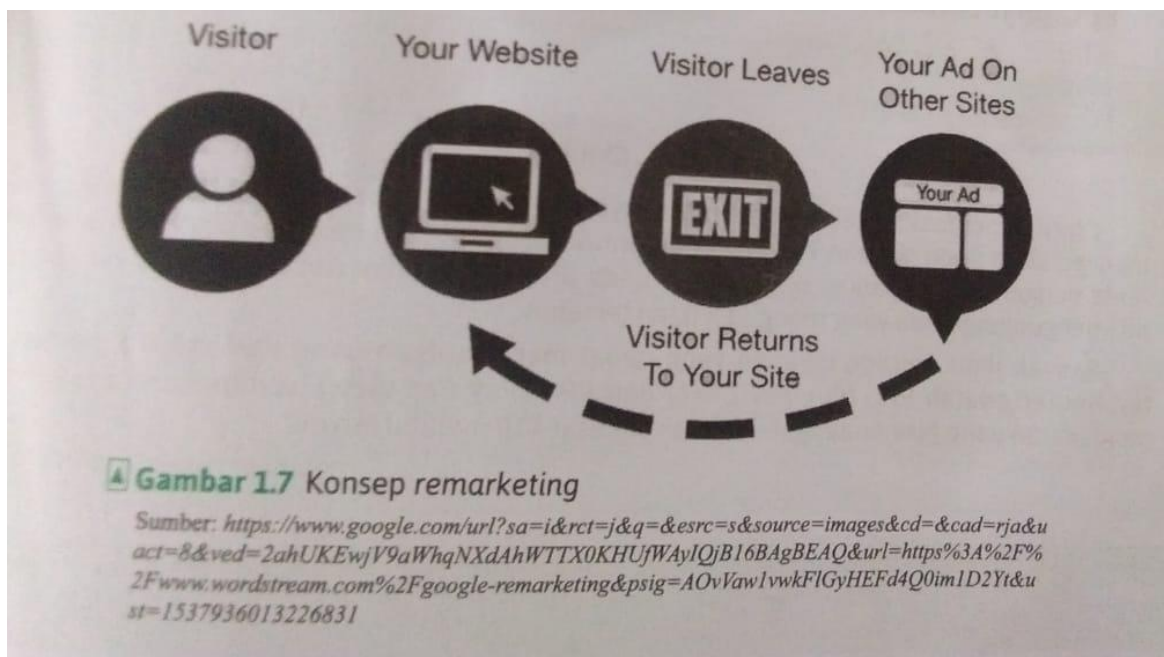 Visitor
Your Website
Visitor Leaves
Your Ad On
Other Sites
EXIT
Your Ad
Visitor Returns
To Your Site
Gambar 1.7 Konsep remarketing
Sumber: https://www.google.com/url?sa=i&rct=j&q=&esrc=s&source=images&cd=&cad=rja&u
act=8&ved=2ahUKEwjV9aWhqNXdAhWTTX0KHUfWAyIQjB16BAgBEAQ&url=https%3A%2F%
2Fwww.wordstream.com%2Fgoogle-remarketing&psig=AOvVaw1vwkFlGyHEFd4Q0im1D2Yt&u
st=1537936013226831